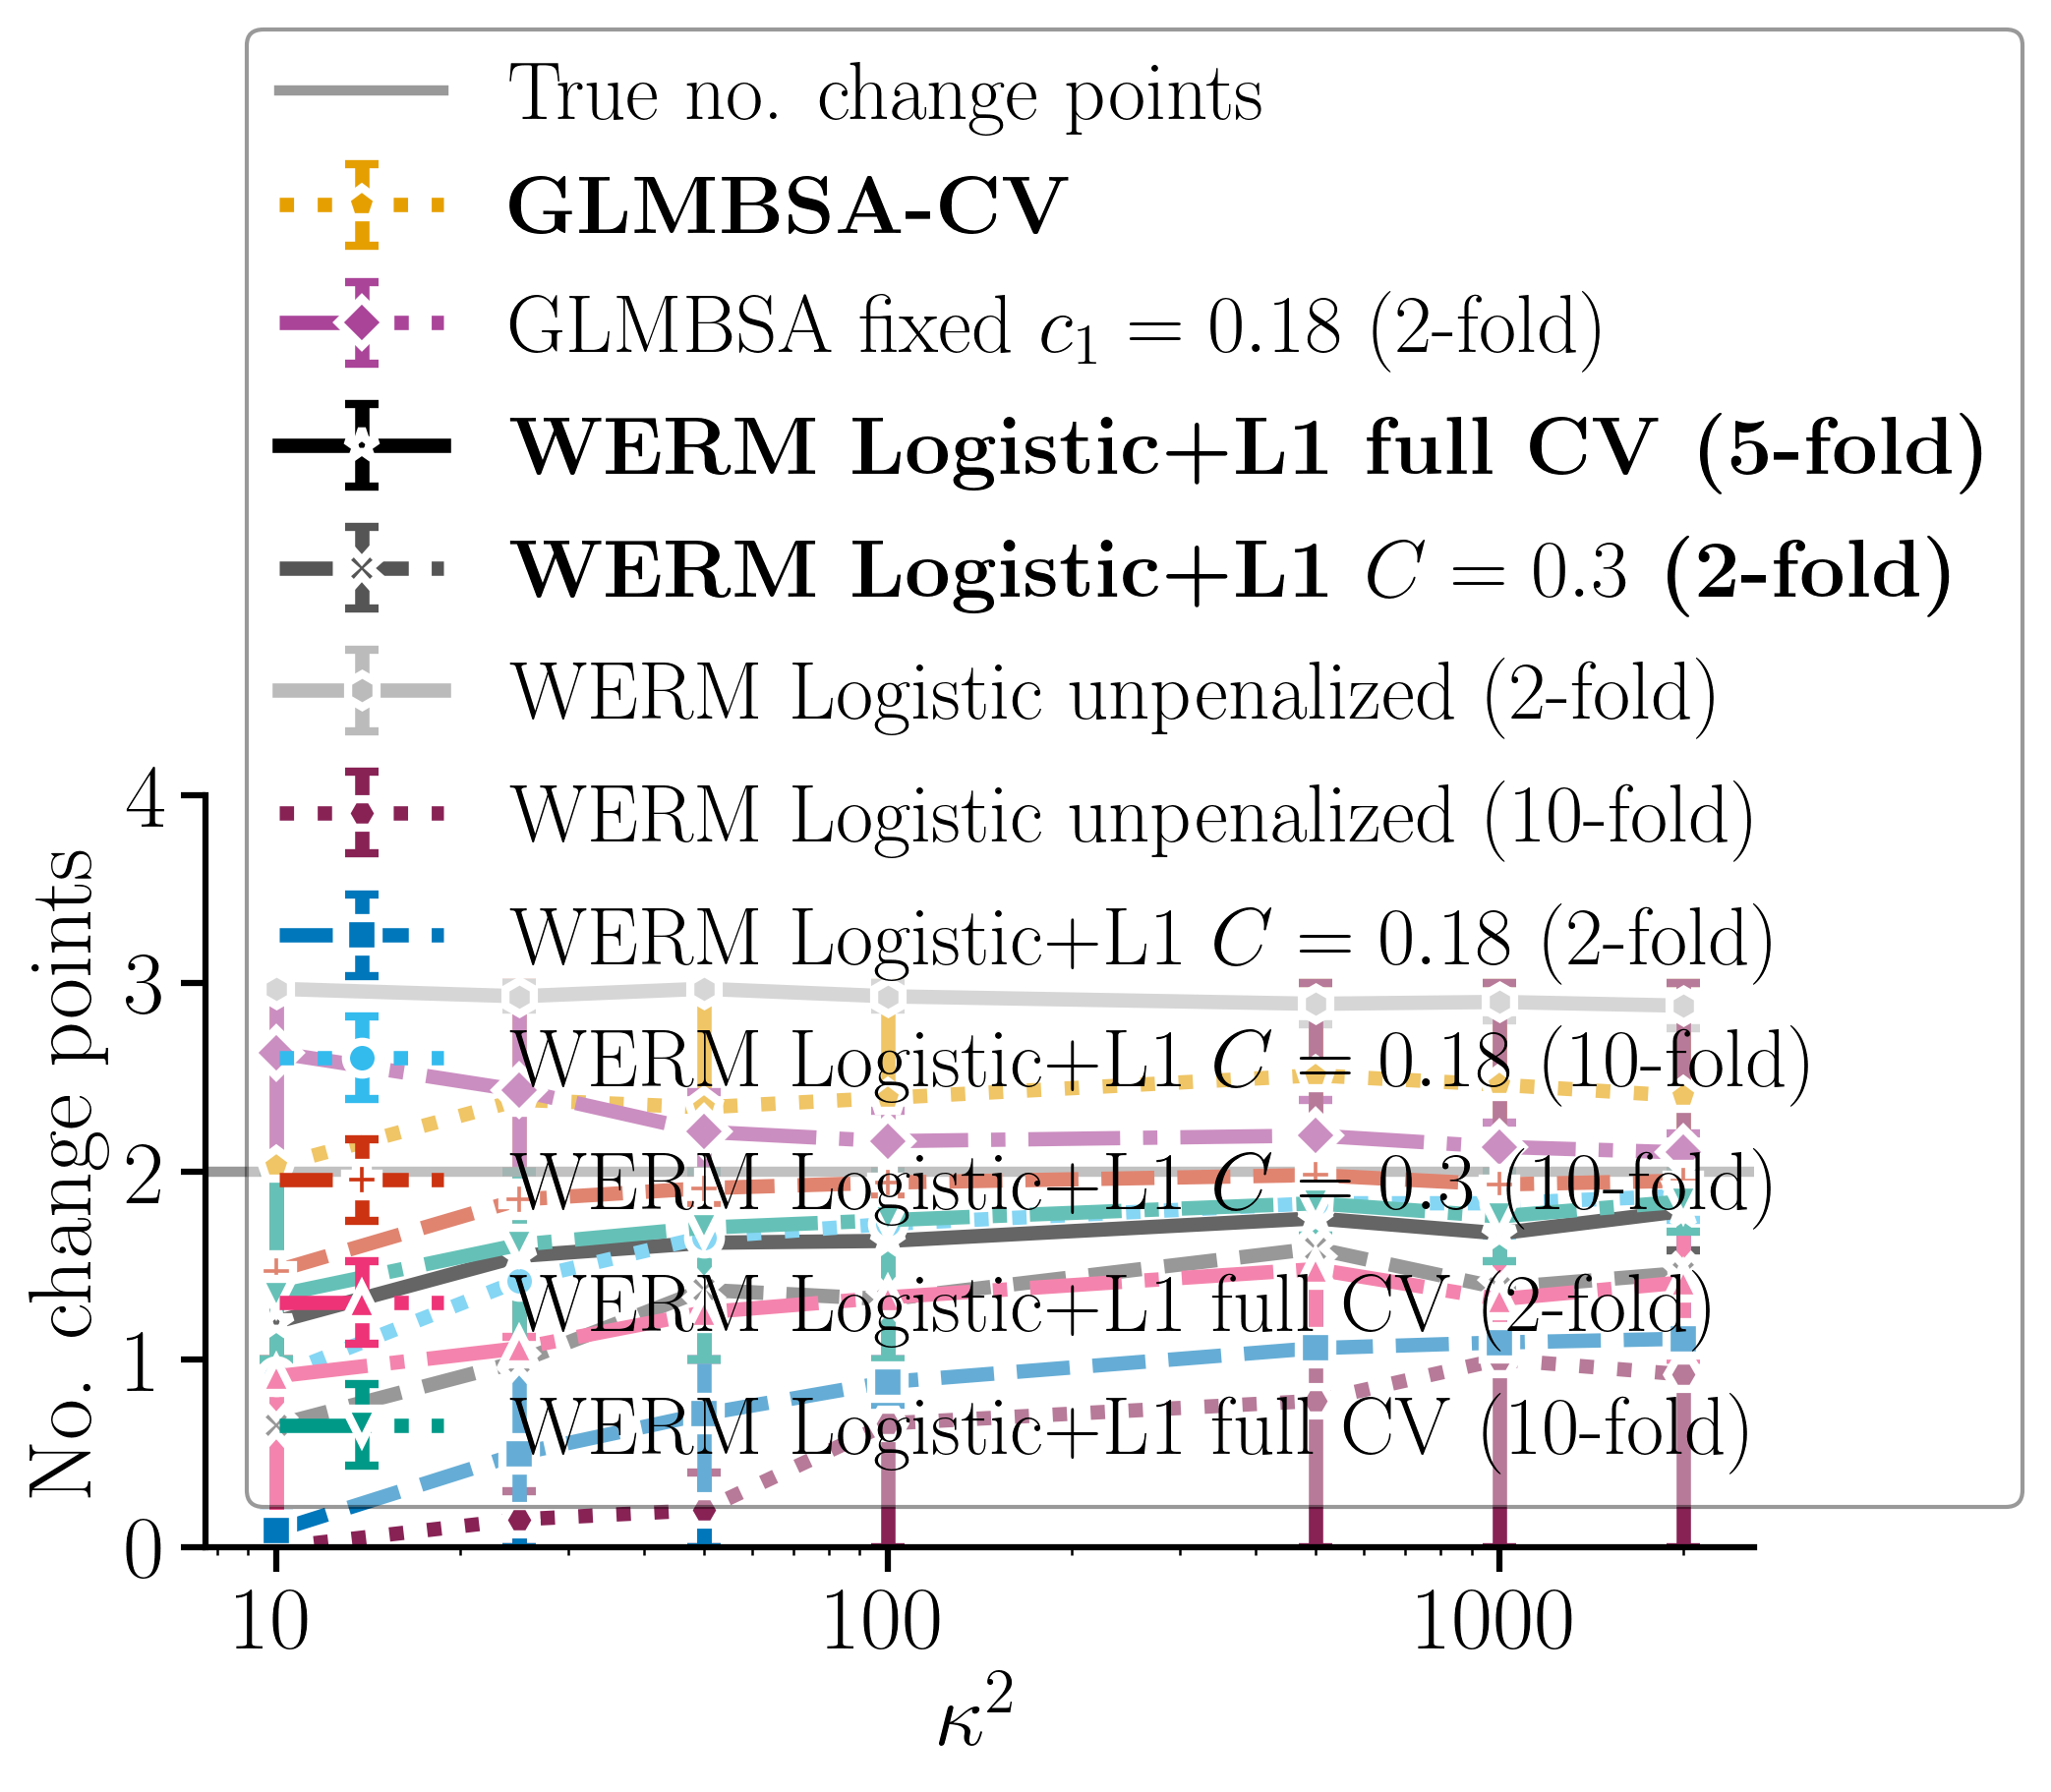 True no. change points
GLMBSA-CV
GLMBSA fixed c₁ = 0.18 (2-fold)
WERM Logistic+L1 full CV (5-fold)
WERM Logistic+L1 C = 0.3 (2-fold)
WERM Logistic unpenalized (2-fold)
WERM Logistic unpenalized (10-fold)
WERM Logistic+L1 C = 0.18 (2-fold)
WERM Logistic+L1 C = 0.18 (10-fold)
WERM Logistic+L1 C = 0.3 (10-fold)
WERM Logistic+L1 full CV (2-fold)
WERM Logistic+L1 full CV (10-fold)
No. change points
4
3
2
1
0
10 100 1000
κ²